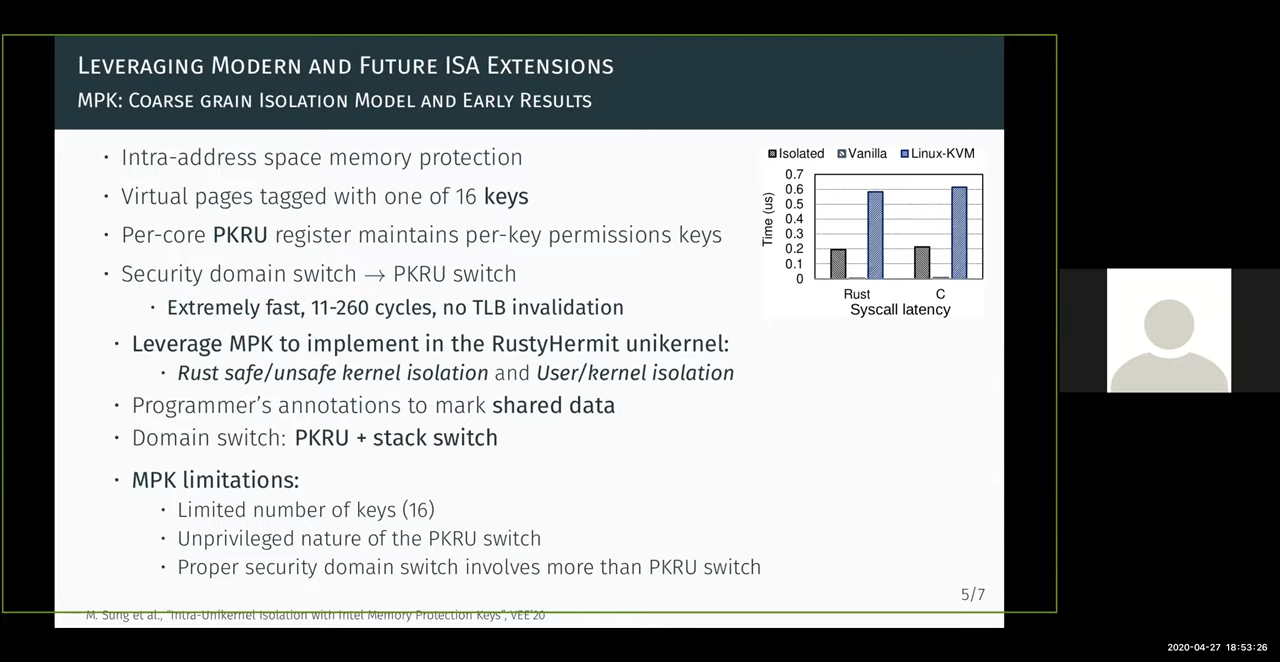 LEVERAGING MODERN AND FUTURE ISA EXTENSIONS
MPK: COARSE GRAIN ISOLATION MODEL AND EARLY RESULTS
· Intra-address space memory protection
· Virtual pages tagged with one of 16 keys
· Per-core PKRU register maintains per-key permissions keys
· Security domain switch → PKRU switch
· Extremely fast, 11-260 cycles, no TLB invalidation
· Leverage MPK to implement in the RustyHermit unikernel:
· Rust safe/unsafe kernel isolation and User/kernel isolation
· Programmer's annotations to mark shared data
· Domain switch: PKRU + stack switch
· MPK limitations:
· Limited number of keys (16)
· Unprivileged nature of the PKRU switch
· Proper security domain switch involves more than PKRU switch
Isolated Vanilla Linux-KVM
Time (us)
0.7
0.6
0.5
0.4
0.3
0.2
0.1
0
Rust C
Syscall latency
5/7
M. Sung et al., "Intra-Unikernel Isolation with Intel Memory Protection Keys", VEE'20
2020-04-27 18:53:26